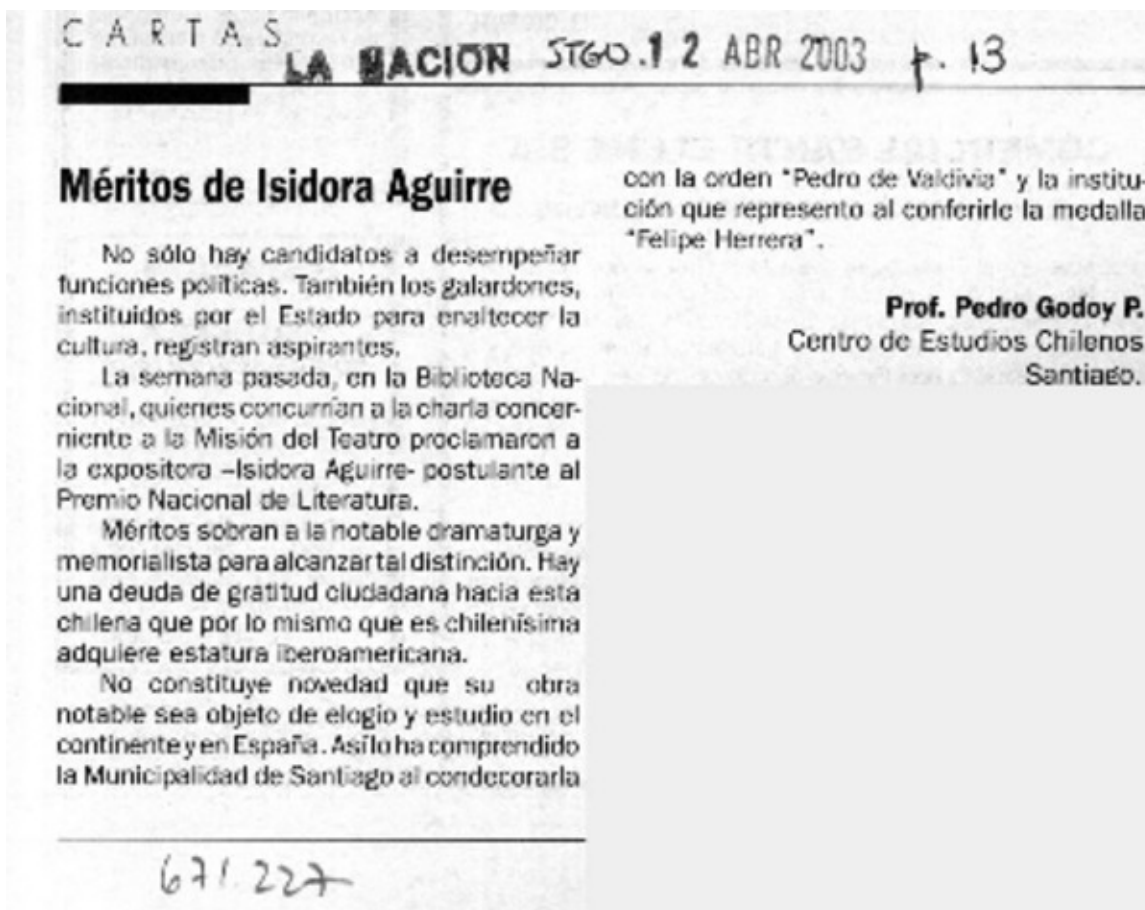 CARTAS
LA NACION STGO. 12 ABR 2003 p. 13
Méritos de Isidora Aguirre
No sólo hay candidatos a desempeñar
funciones políticas. También los galardones,
instituidos por el Estado para enaltecer la
cultura, registran aspirantes.
La semana pasada, en la Biblioteca Na-
cional, quienes concurrían a la charla concer-
niente a la Misión del Teatro proclamaron a
la expositora –Isidora Aguirre- postulante al
Premio Nacional de Literatura.
Méritos sobran a la notable dramaturga y
memorialista para alcanzar tal distinción. Hay
una deuda de gratitud ciudadana hacia esta
chilena que por lo mismo que es chilenísima
adquiere estatura iberoamericana.
No constituye novedad que su obra
notable sea objeto de elogio y estudio en el
continente y en España. Así lo ha comprendido
la Municipalidad de Santiago al condecorarla
con la orden "Pedro de Valdivia" y la institu-
ción que represento al conferirle la medalla
"Felipe Herrera".
Prof. Pedro Godoy P.
Centro de Estudios Chilenos
Santiago.
671.227